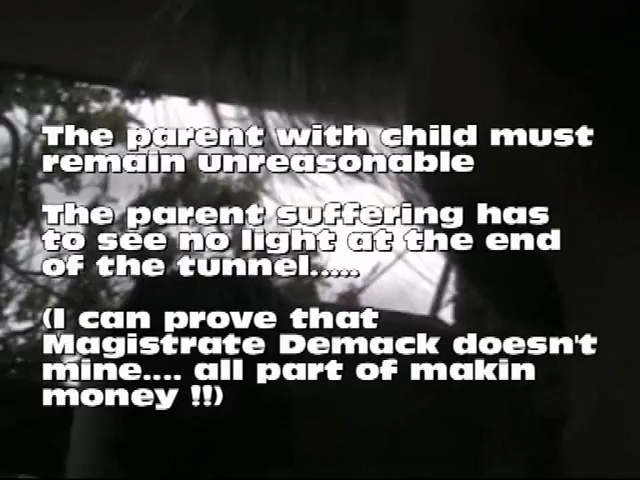 The parent with child must
remain unreasonable
The parent suffering has
to see no light at the end
of the tunnel.....
(I can prove that
Magistrate Demack doesn't
mine.... all part of makin
money !!)